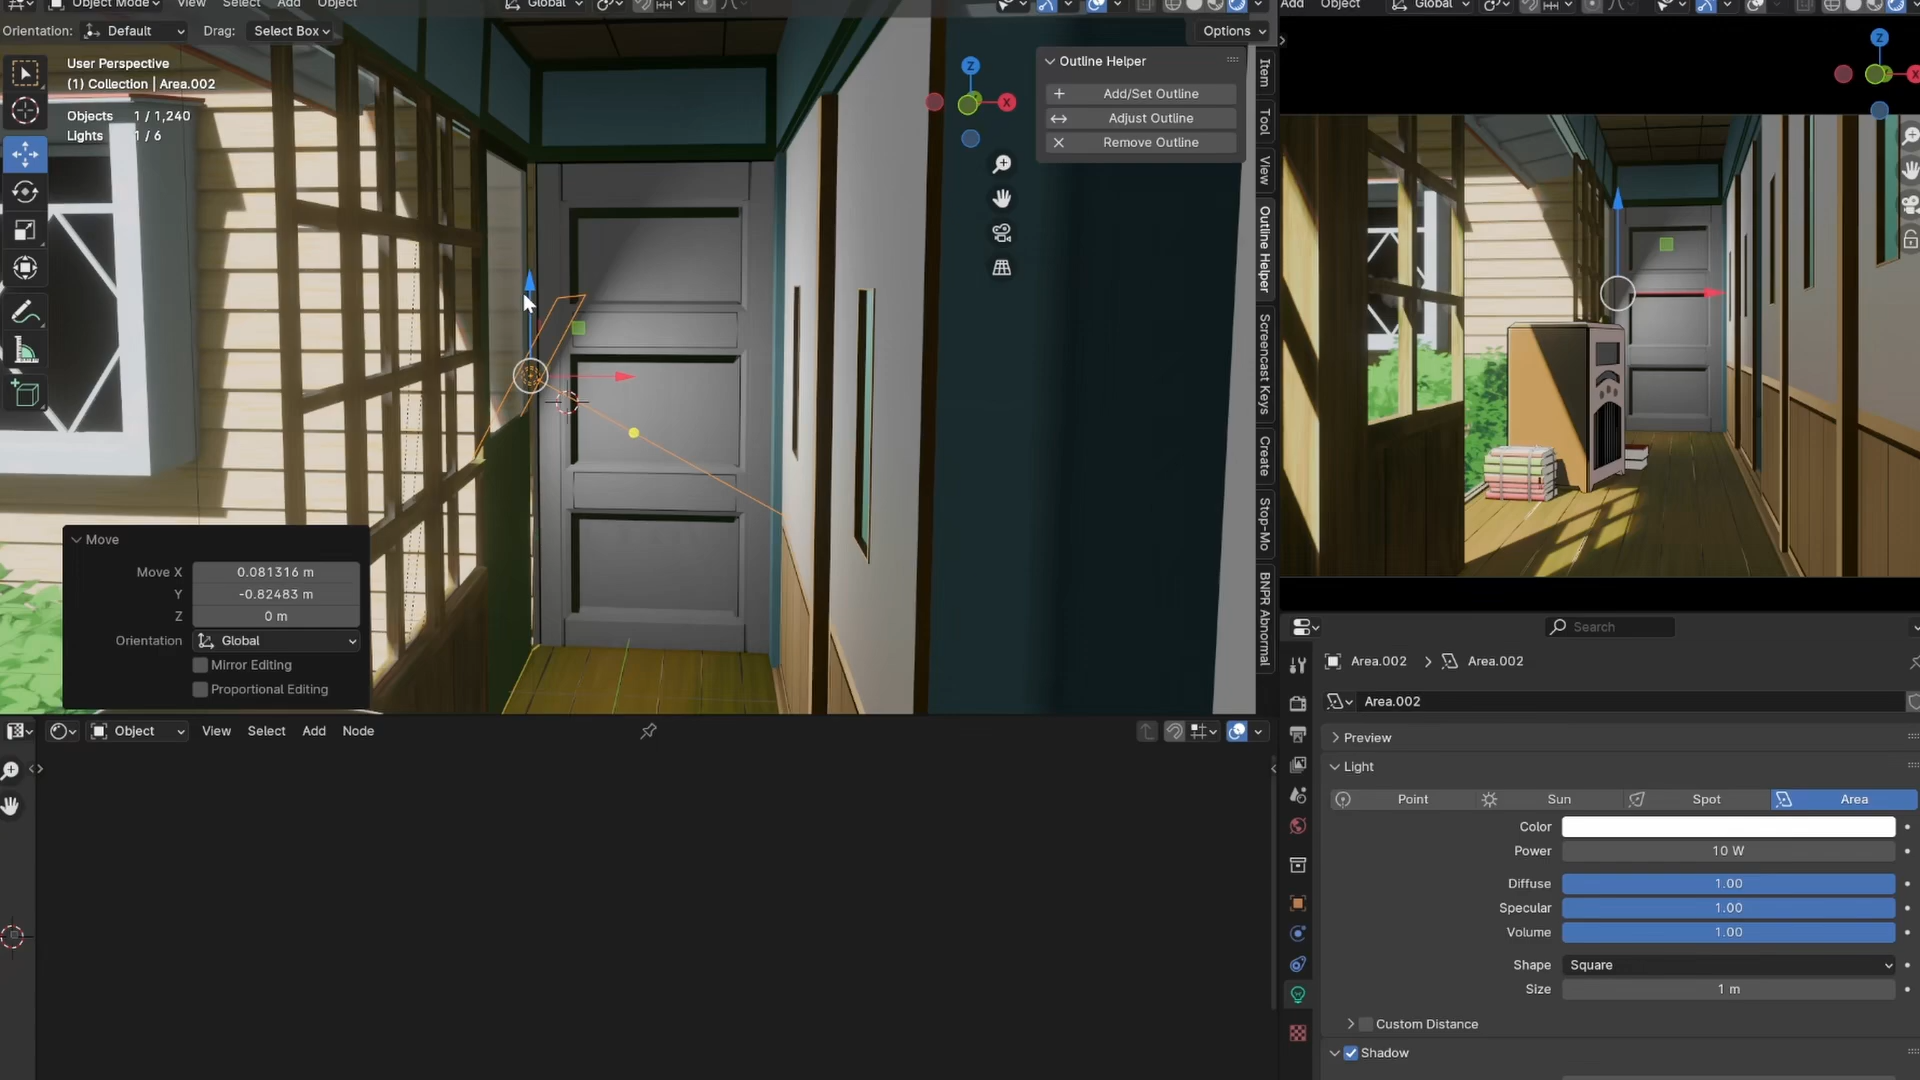 Object Mode View Select Add Object Global
Orientation: Default Drag: Select Box Options
User Perspective
(1) Collection | Area.002
Objects 1 / 1,240
Lights 1 / 6
Z
X
Outline Helper
Add/Set Outline
Adjust Outline
Remove Outline
Item
Tool
View
Outline Helper
Screencast Keys
Create
Stop-Mo
BNPR Abnormal
Move
Move X 0.081316 m
Y -0.82483 m
Z 0 m
Orientation Global
Mirror Editing
Proportional Editing
Object View Select Add Node
Add Object Global
Z
X
Search
Area.002 Area.002
Area.002
Preview
Light
Point Sun Spot Area
Color
Power 10 W
Diffuse 1.00
Specular 1.00
Volume 1.00
Shape Square
Size 1 m
Custom Distance
Shadow